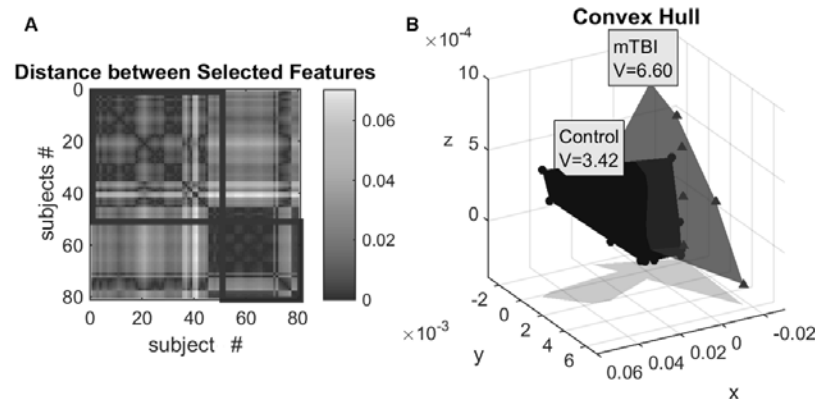 A
Distance between Selected Features
0
20
40
60
80
subjects #
0 20 40 60 80
subject #
0.06
0.04
0.02
0
B
Convex Hull
×10⁻⁴
mTBI
V=6.60
Control
V=3.42
10
5
0
z
-2
0
2
4
6
×10⁻³
y
0.06
0.04
0.02
0
-0.02
x